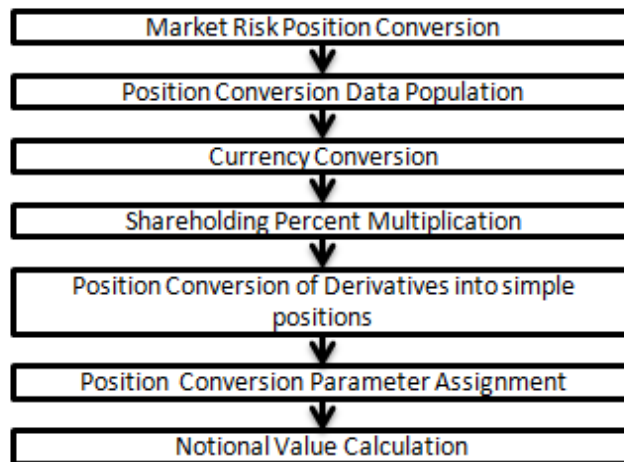 Market Risk Position Conversion
Position Conversion Data Population
Currency Conversion
Shareholding Percent Multiplication
Position Conversion of Derivatives into simple
positions
Position Conversion Parameter Assignment
Notional Value Calculation